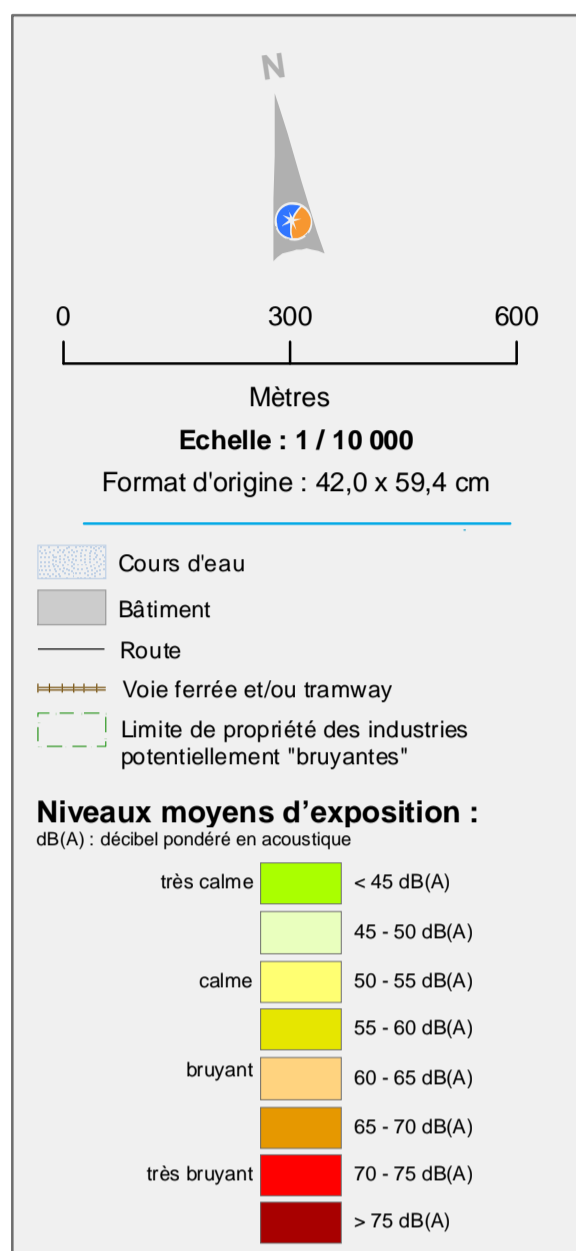 N
0 300 600
Mètres
Echelle : 1 / 10 000
Format d'origine : 42,0 x 59,4 cm
Cours d'eau
Bâtiment
Route
Voie ferrée et/ou tramway
Limite de propriété des industries
potentiellement "bruyantes"
Niveaux moyens d’exposition :
dB(A) : décibel pondéré en acoustique
très calme < 45 dB(A)
45 - 50 dB(A)
calme 50 - 55 dB(A)
55 - 60 dB(A)
bruyant 60 - 65 dB(A)
65 - 70 dB(A)
très bruyant 70 - 75 dB(A)
> 75 dB(A)